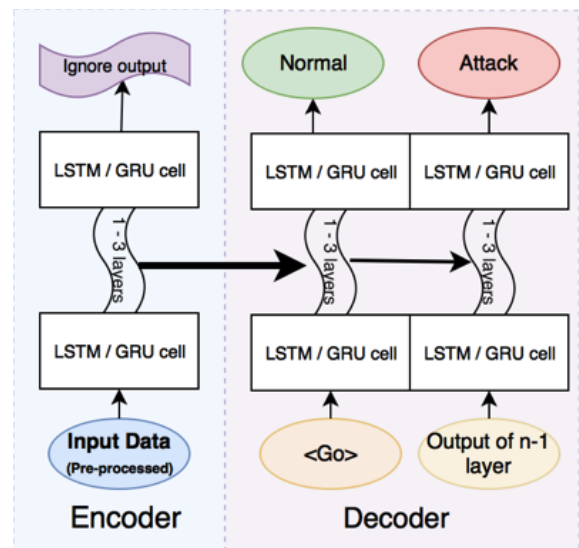 Ignore output
LSTM / GRU cell
1 - 3 layers
LSTM / GRU cell
Input Data
(Pre-processed)
Encoder
Normal
Attack
LSTM / GRU cell
LSTM / GRU cell
1 - 3 layers
1 - 3 layers
LSTM / GRU cell
LSTM / GRU cell
<Go>
Output of n-1
layer
Decoder